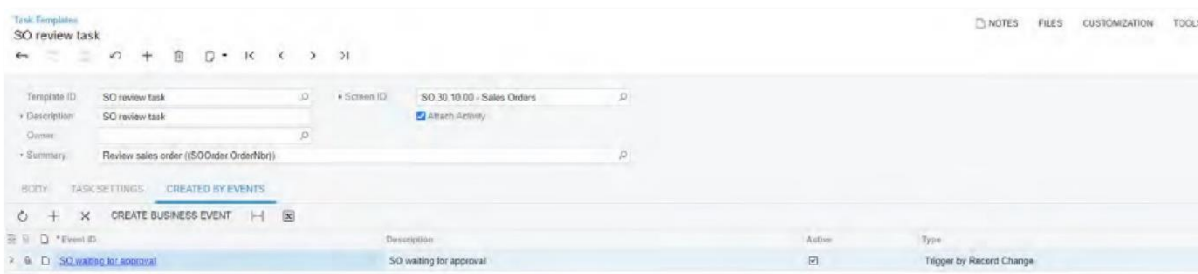 Task Templates
SO review task
NOTES FILES CUSTOMIZATION TOOLS
Template ID: SO review task
Screen ID: SO.30.10.00 - Sales Orders
Description: SO review task
Attach Activity
Owner:
Summary: Review sales order ((SOOrder.OrderNbr))
BODY TASK SETTINGS CREATED BY EVENTS
CREATE BUSINESS EVENT
*Event ID Description Active Type
SO waiting for approval SO waiting for approval Trigger by Record Change